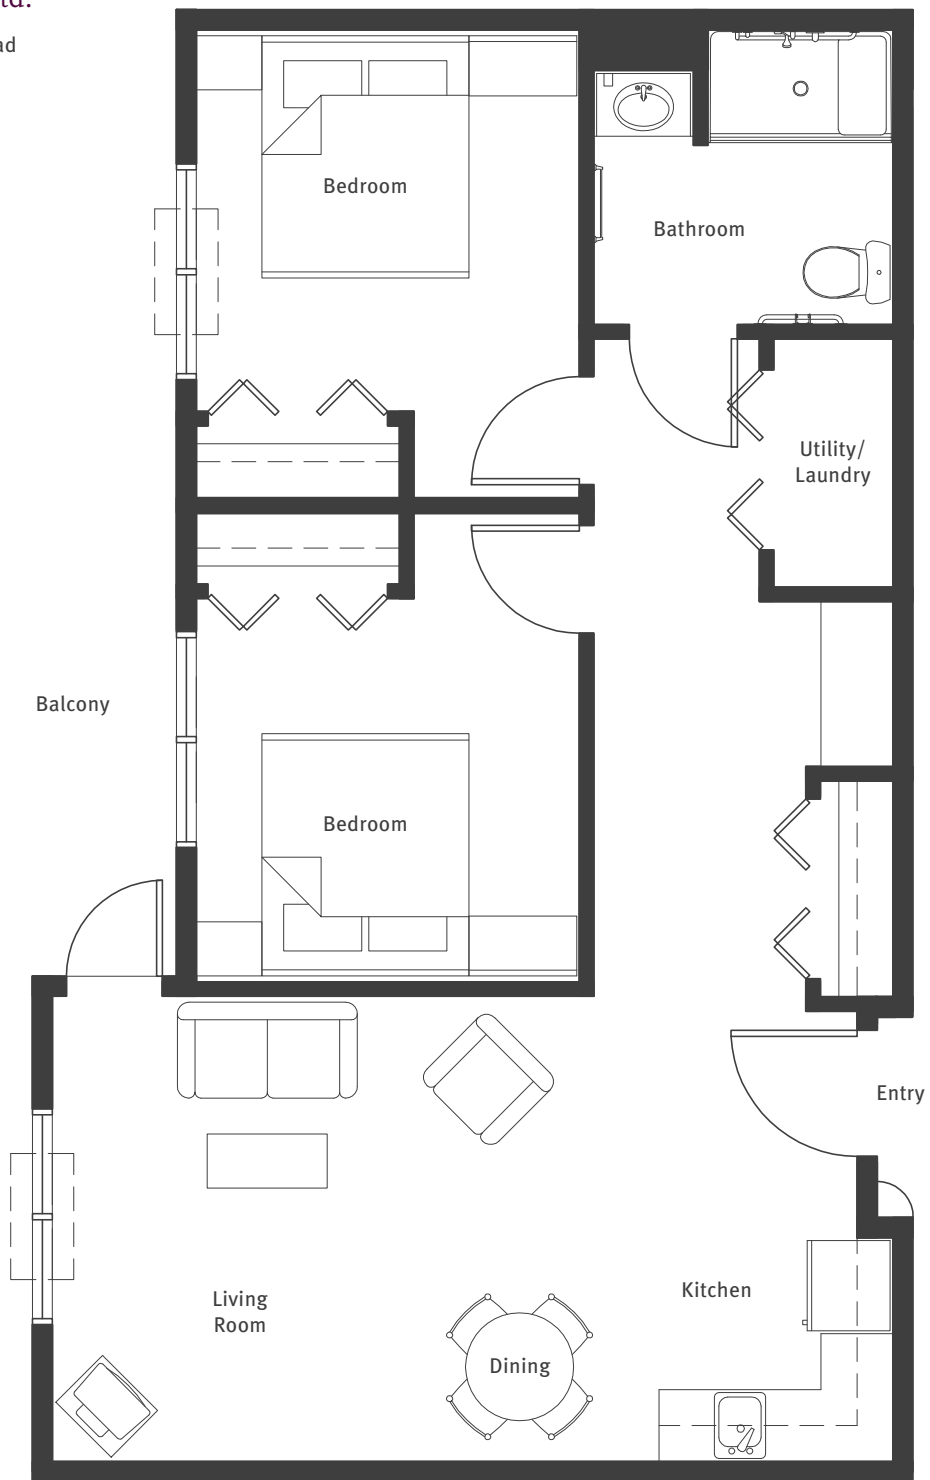 Bedroom
Bathroom
Utility/
Laundry
Balcony
Bedroom
Entry
Living
Room
Kitchen
Dining